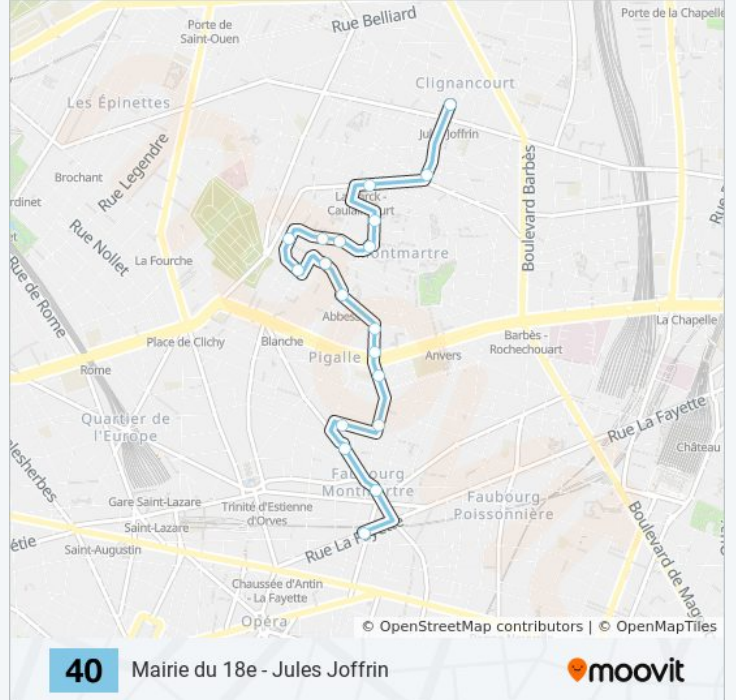 Porte de
Saint-Ouen
Rue Belliard
Porte de la Chapelle
Clignancourt
Les Épinettes
Joffrin
Rue Legendre
Boulevard Barbès
Brochant
Rue Nollet
La Fourche
Rue de Rome
Abbess
Place de Clichy
Blanche
Pigalle
Anvers
Barbès -
Rochechouart
La Chapelle
Rome
Quartier de
l'Europe
Rue La Fayette
Château
Faubourg
Montmartre
Faubourg
Poissonnière
Gare Saint-Lazare
Saint-Lazare
Saint-Augustin
Trinité d'Estienne
d'Orves
Rue La Fayette
Boulevard de Mag
Chaussée d'Antin
- La Fayette
Opéra
© OpenStreetMap contributors | © OpenMapTiles
40 Mairie du 18e - Jules Joffrin
moovit